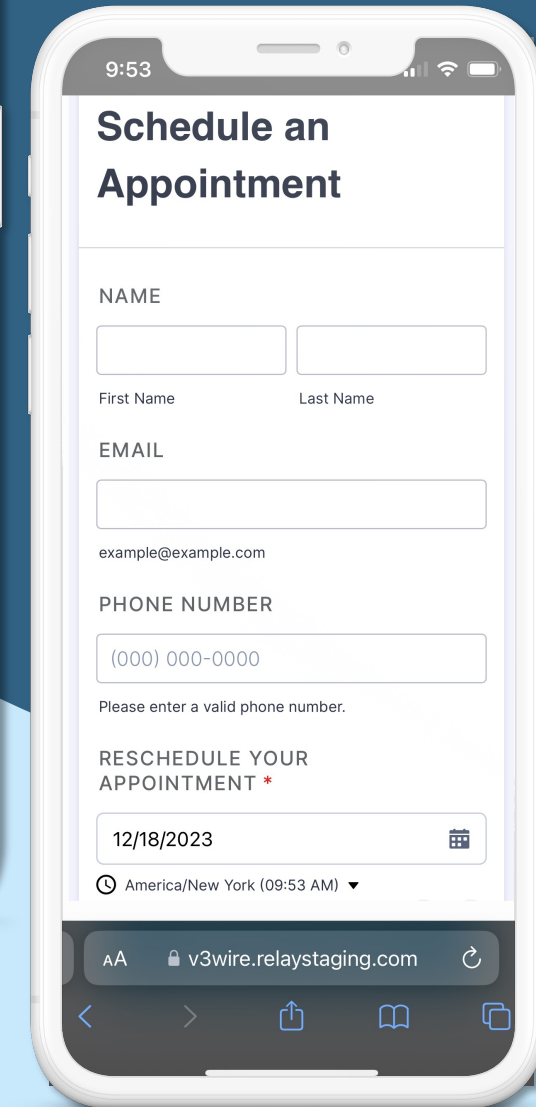 9:53
Schedule an
Appointment
NAME
First Name
Last Name
EMAIL
example@example.com
PHONE NUMBER
(000) 000-0000
Please enter a valid phone number.
RESCHEDULE YOUR
APPOINTMENT *
12/18/2023
America/New York (09:53 AM)
AA
v3wire.relaystaging.com